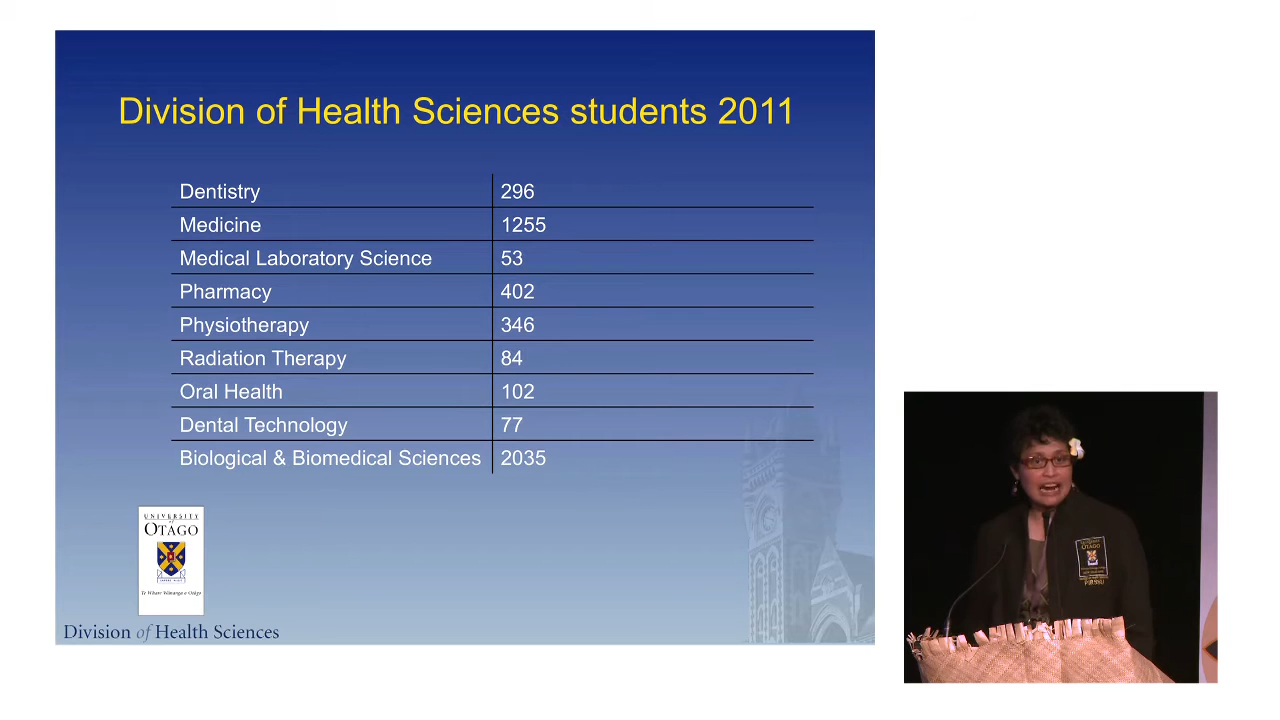 Division of Health Sciences students 2011
Dentistry 296
Medicine 1255
Medical Laboratory Science 53
Pharmacy 402
Physiotherapy 346
Radiation Therapy 84
Oral Health 102
Dental Technology 77
Biological & Biomedical Sciences 2035
UNIVERSITY
of
OTAGO
Te Whare Wānanga o Otāgo
Division of Health Sciences
OTAGO